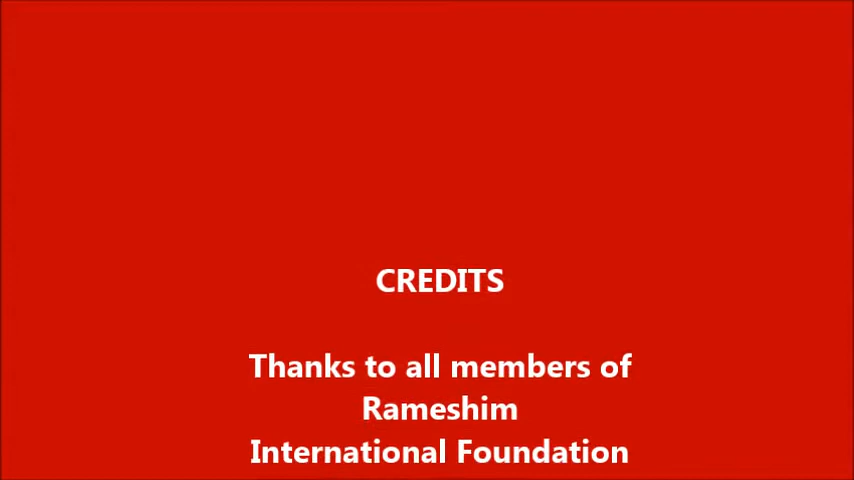 CREDITS
Thanks to all members of
Rameshim
International Foundation